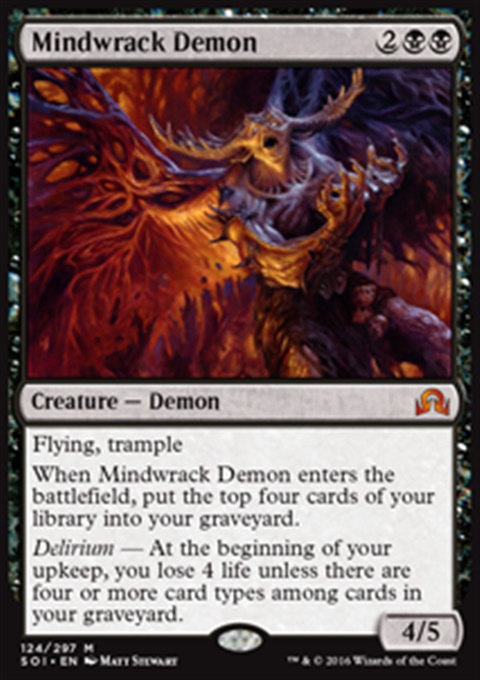 Mindwrack Demon 2
Creature — Demon
Flying, trample
When Mindwrack Demon enters the
battlefield, put the top four cards of your
library into your graveyard.
Delirium — At the beginning of your
upkeep, you lose 4 life unless there are
four or more card types among cards in
your graveyard.
4/5
124/297 M
SOI • EN Matt Stewart
™ & © 2016 Wizards of the Coast